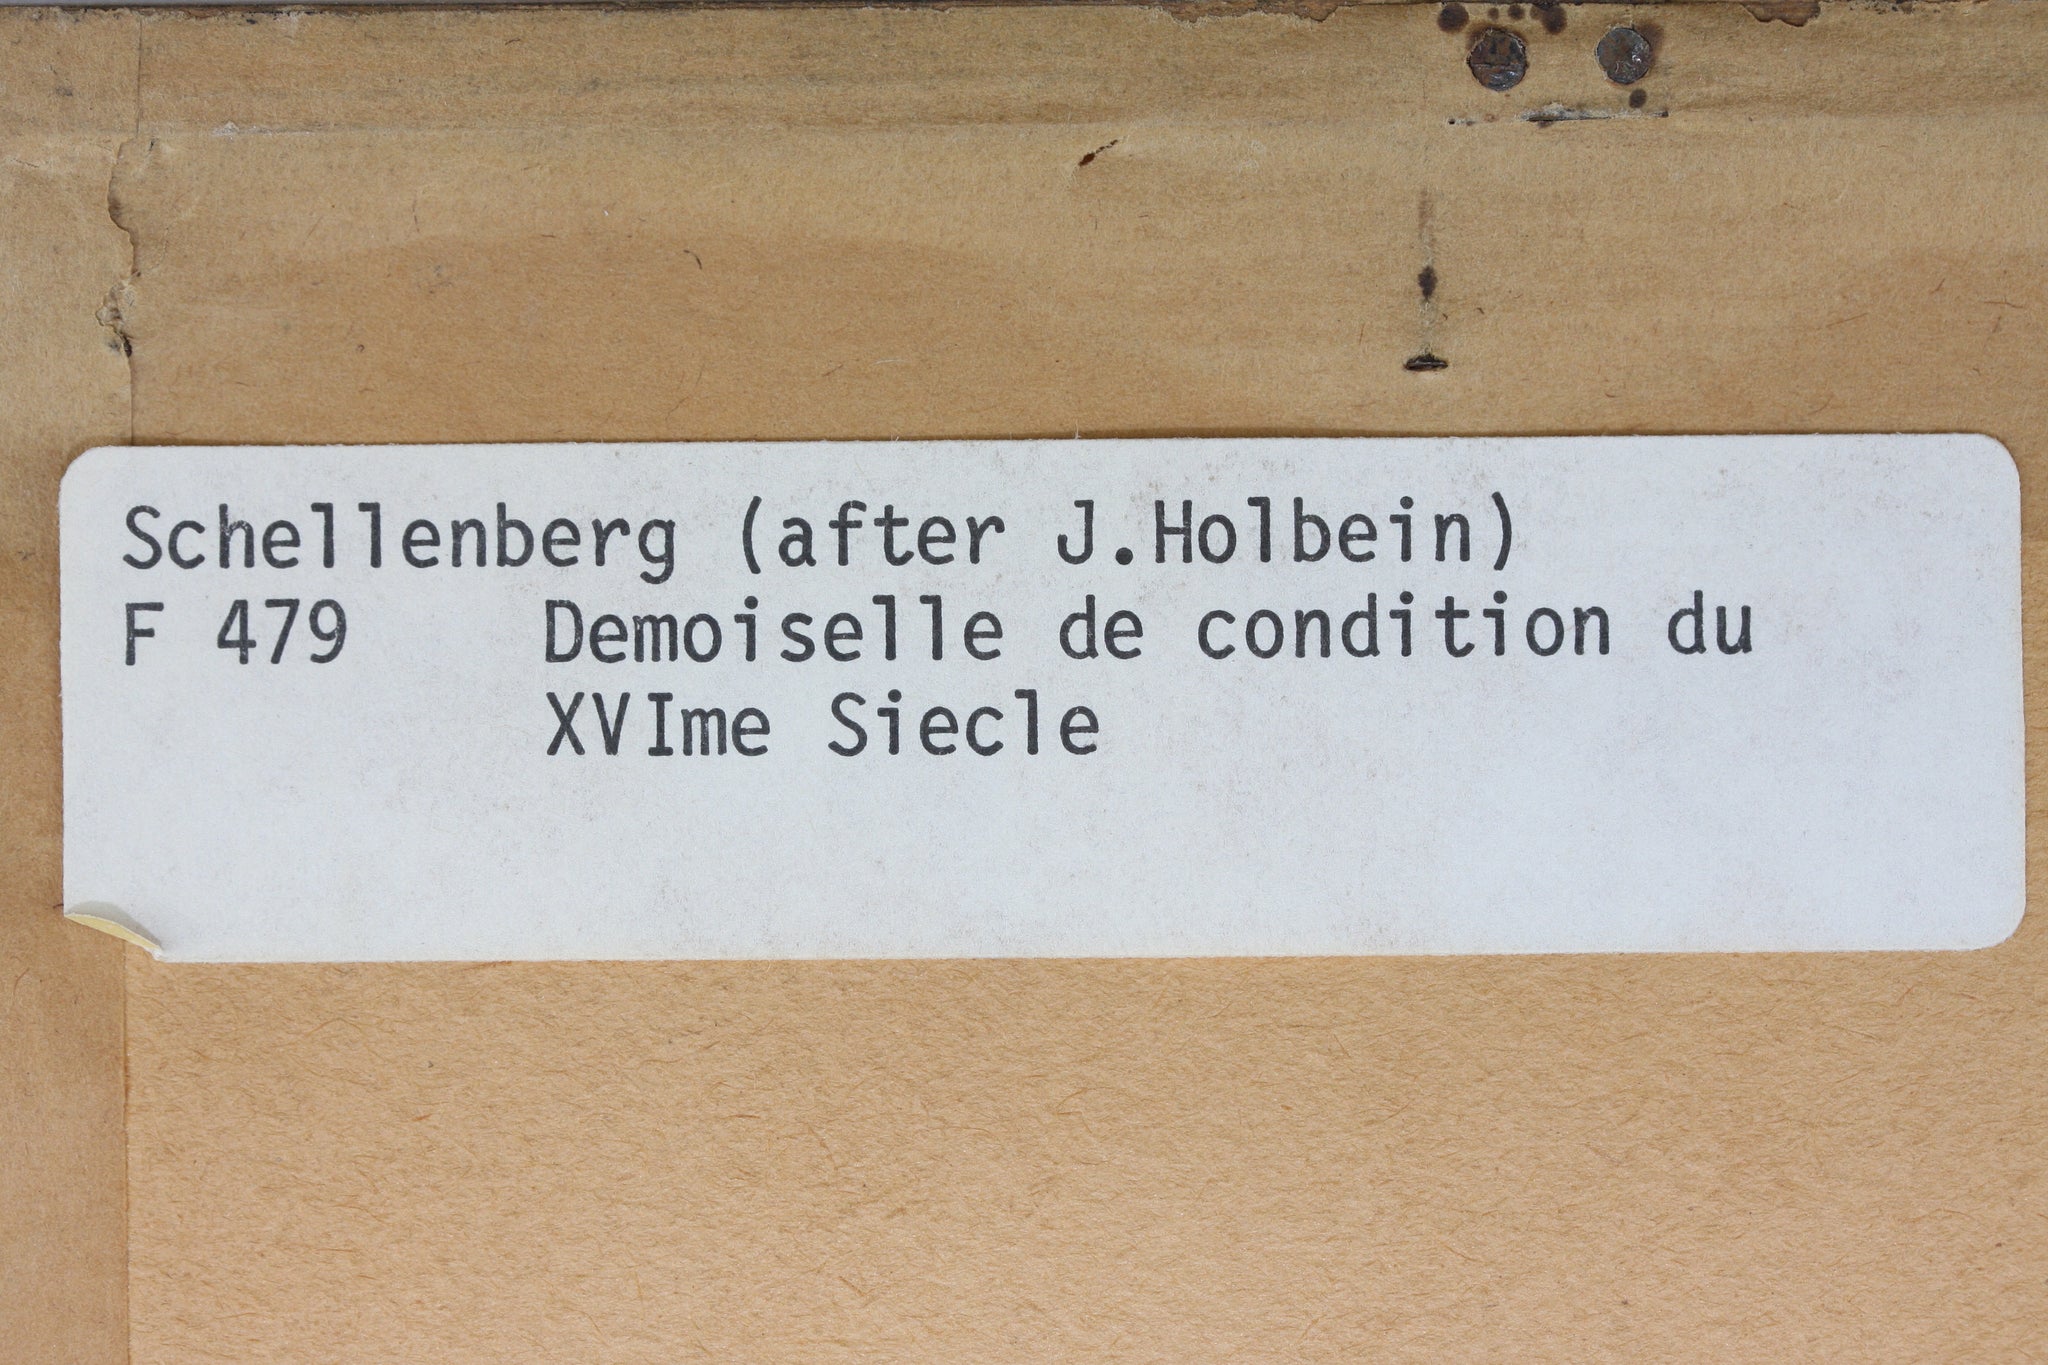 Schellenberg (after J.Holbein)
F 479 Demoiselle de condition du
XVIme Siecle